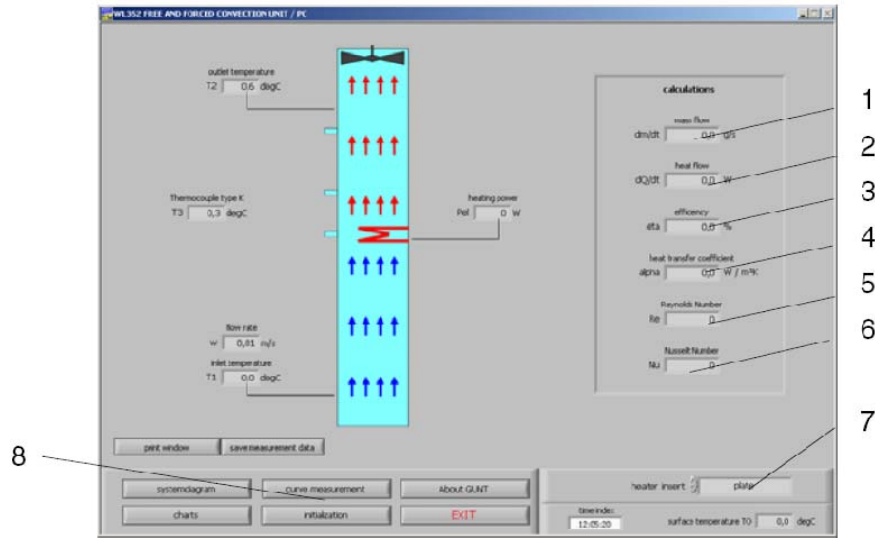 WL352 FREE AND FORCED CONVECTION UNIT / PC
outlet temperature
T2 0,6 degC
Thermocouple type K
T3 0,3 degC
heating power
Pel 0 W
flow rate
w 0,01 m/s
inlet temperature
T1 0,0 degC
calculations
mass flow
dm/dt 0,0 g/s
heat flow
dQ/dt 0,0 W
efficency
eta 0,0 %
heat transfer coefficient
alpha 0,0 W / m²K
Reynolds Number
Re 0
Nusselt Number
Nu 0
1
2
3
4
5
6
7
8
print window save measurement data
systemdiagram curve measurement About GUNT
charts initialization EXIT
heater insert plate
time index
12:05:20
surface temperature T0 0,0 degC